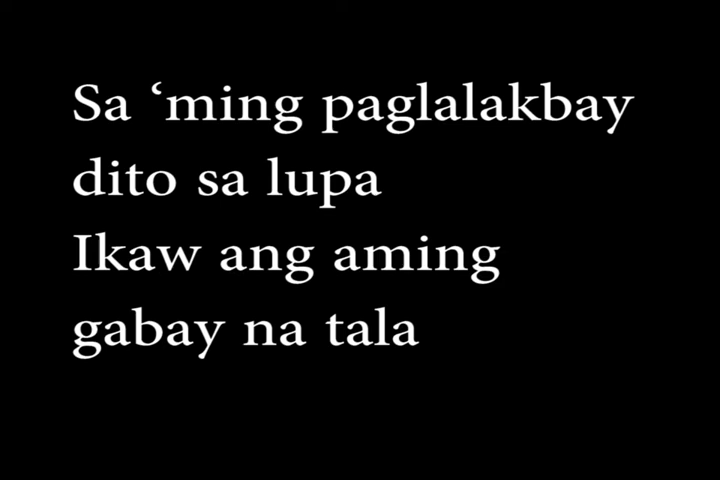 Sa ‘ming paglalakbay
dito sa lupa
Ikaw ang aming
gabay na tala